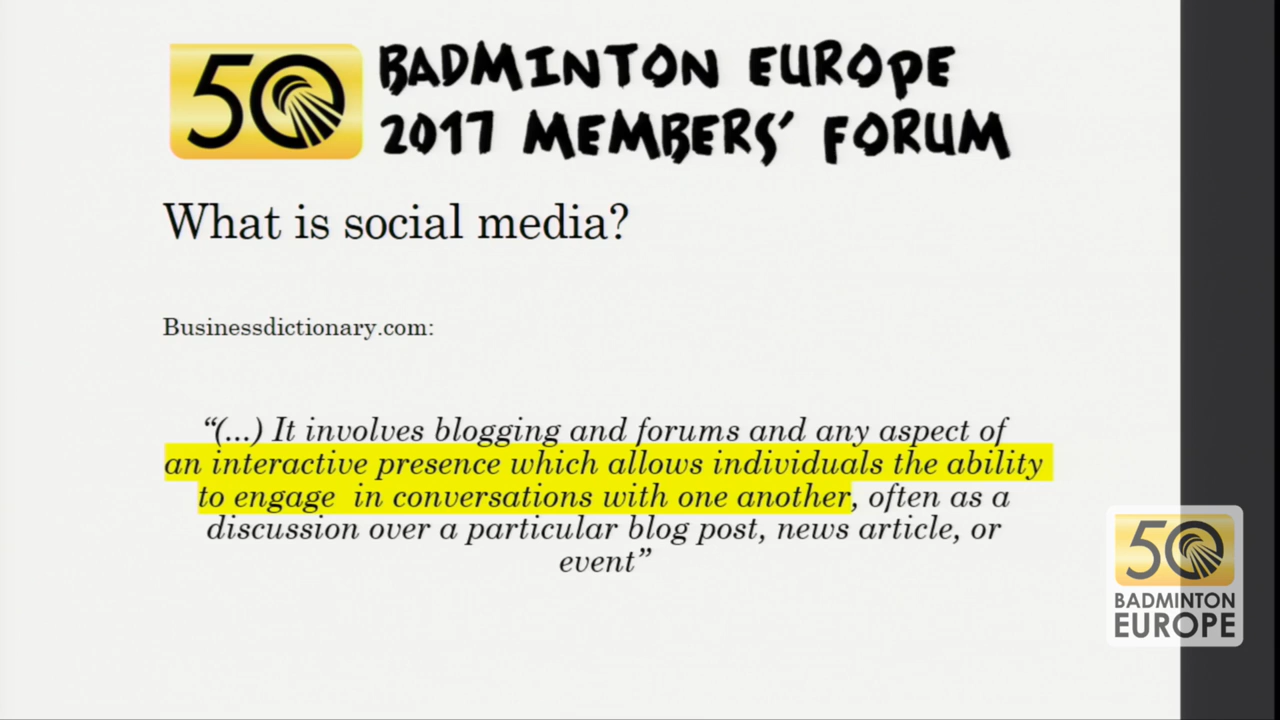 50 BADMINTON EUROPE
2017 MEMBERS' FORUM
What is social media?
Businessdictionary.com:
“(...) It involves blogging and forums and any aspect of
an interactive presence which allows individuals the ability
to engage  in conversations with one another, often as a
discussion over a particular blog post, news article, or
event”
50
BADMINTON
EUROPE